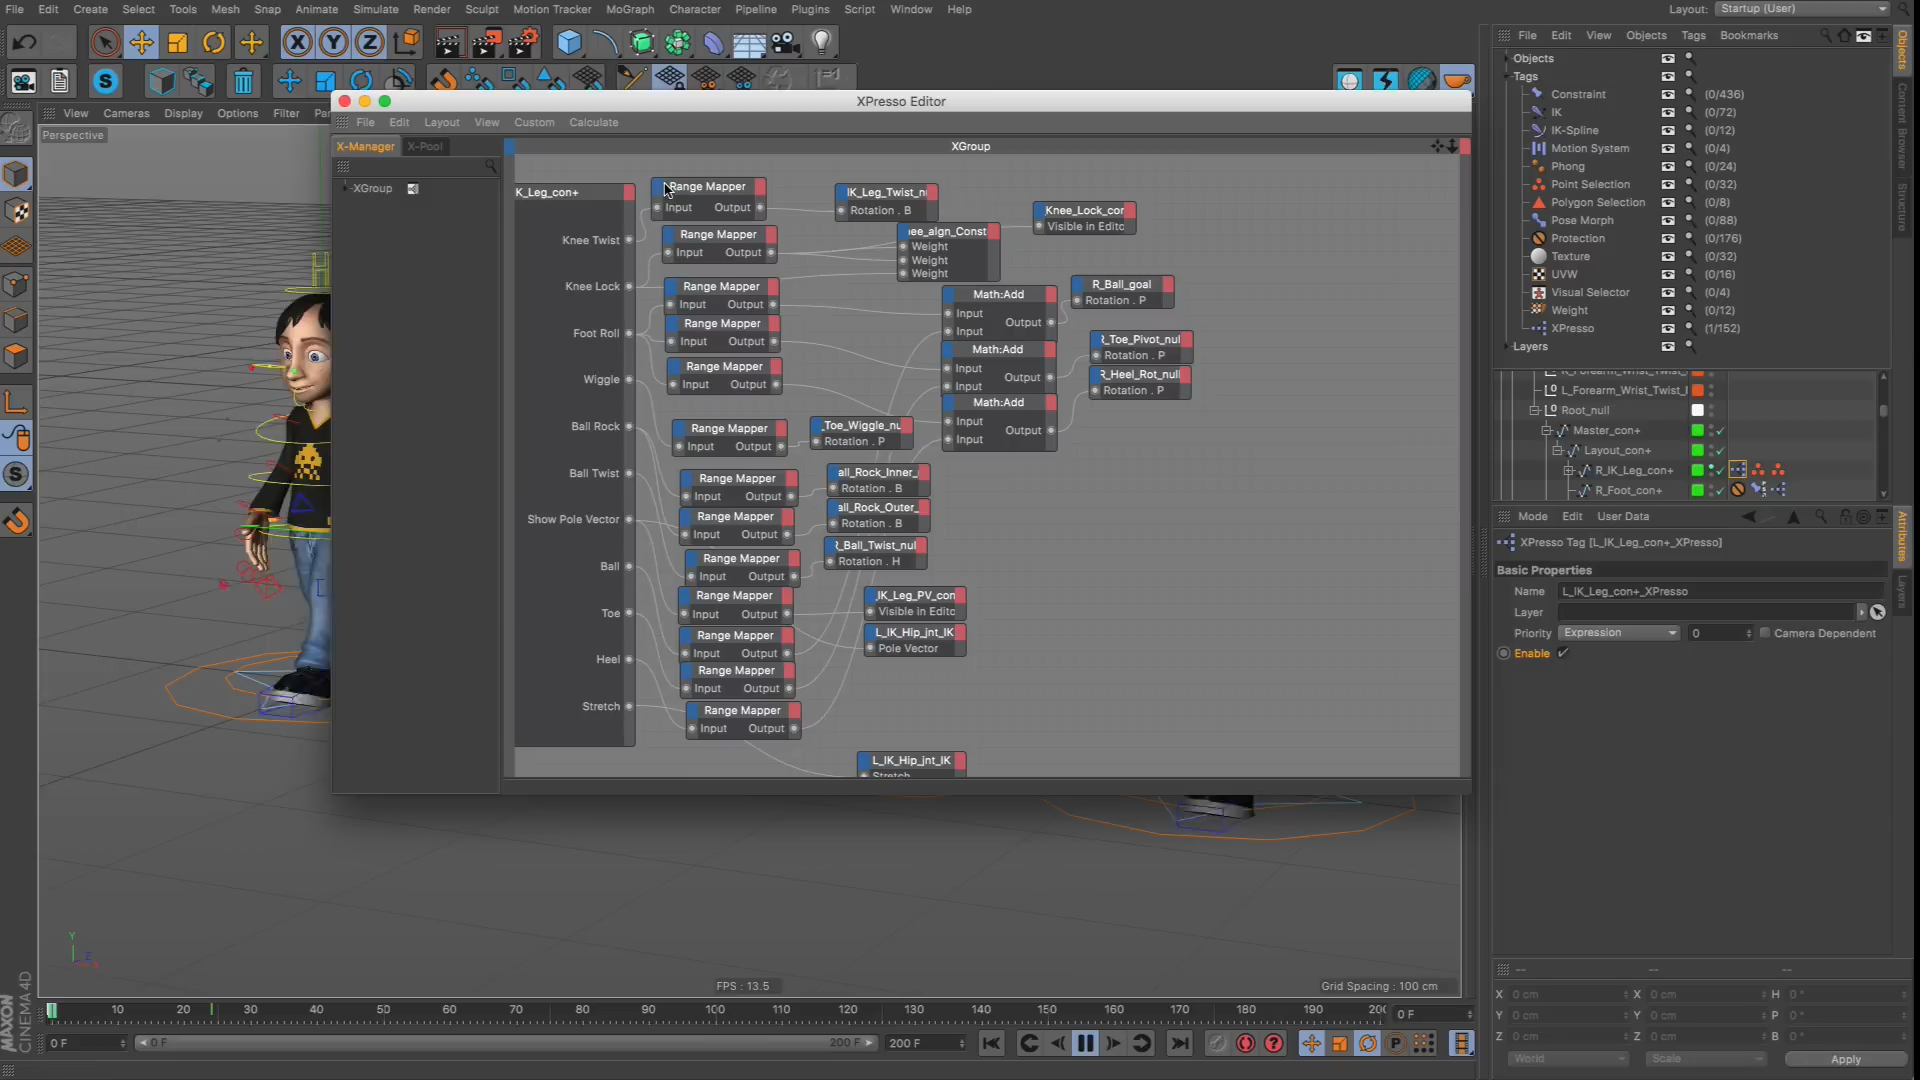 File Edit Create Select Tools Mesh Snap Animate Simulate Render Sculpt Motion Tracker MoGraph Character Pipeline Plugins Script Window Help
Layout: Startup (User)
File Edit View Objects Tags Bookmarks
Objects
Tags
Constraint (0/436)
IK (0/72)
IK-Spline (0/12)
Motion System (0/4)
Phong (0/24)
Point Selection (0/32)
Polygon Selection (0/8)
Pose Morph (0/88)
Protection (0/176)
Texture (0/32)
UVW (0/16)
Visual Selector (0/4)
Weight (0/12)
XPresso (1/152)
Layers
L_Forearm_Wrist_Twist_
Root_null
Master_con+
Layout_con+
R_IK_Leg_con+
R_Foot_con+
Mode Edit User Data
XPresso Tag [L_IK_Leg_con+_XPresso]
Basic Properties
Name L_IK_Leg_con+_XPresso
Layer
Priority Expression 0 Camera Dependent
Enable
Objects
Content Browser
Structure
Attributes
Layers
X 0 cm X 0 cm H 0 °
Y 0 cm Y 0 cm P 0 °
Z 0 cm Z 0 cm B 0 °
World Scale Apply
View Cameras Display Options Filter Pan
Perspective
XPresso Editor
File Edit Layout View Custom Calculate
X-Manager X-Pool
XGroup
XGroup
K_Leg_con+
Knee Twist
Knee Lock
Foot Roll
Wiggle
Ball Rock
Ball Twist
Show Pole Vector
Ball
Toe
Heel
Stretch
Range Mapper
Input Output
Range Mapper
Input Output
Range Mapper
Input Output
Range Mapper
Input Output
Range Mapper
Input Output
Range Mapper
Input Output
Range Mapper
Input Output
Range Mapper
Input Output
Range Mapper
Input Output
Range Mapper
Input Output
Range Mapper
Input Output
Range Mapper
Input Output
Range Mapper
Input Output
IK_Leg_Twist_n
Rotation . B
ee_algn_Const
Weight
Weight
Weight
Knee_Lock_con
Visible in Edito
Math:Add
Input
Input
Output
Math:Add
Input
Input
Output
Math:Add
Input
Input
Output
R_Ball_goal
Rotation . P
R_Toe_Pivot_nul
Rotation . P
R_Heel_Rot_null
Rotation . P
_Toe_Wiggle_nu
Rotation . P
all_Rock_Inner_
Rotation . B
all_Rock_Outer_
Rotation . B
R_Ball_Twist_nul
Rotation . H
_IK_Leg_PV_con
Visible in Edito
L_IK_Hip_jnt_IK
Pole Vector
L_IK_Hip_jnt_IK
Stretch
Y
Z
X
FPS : 13.5
Grid Spacing : 100 cm
10 20 30 40 50 60 70 80 90 100 110 120 130 140 150 160 170 180 190 200
0 F
0 F 0 F 200 F 200 F
MAXON
CINEMA 4D